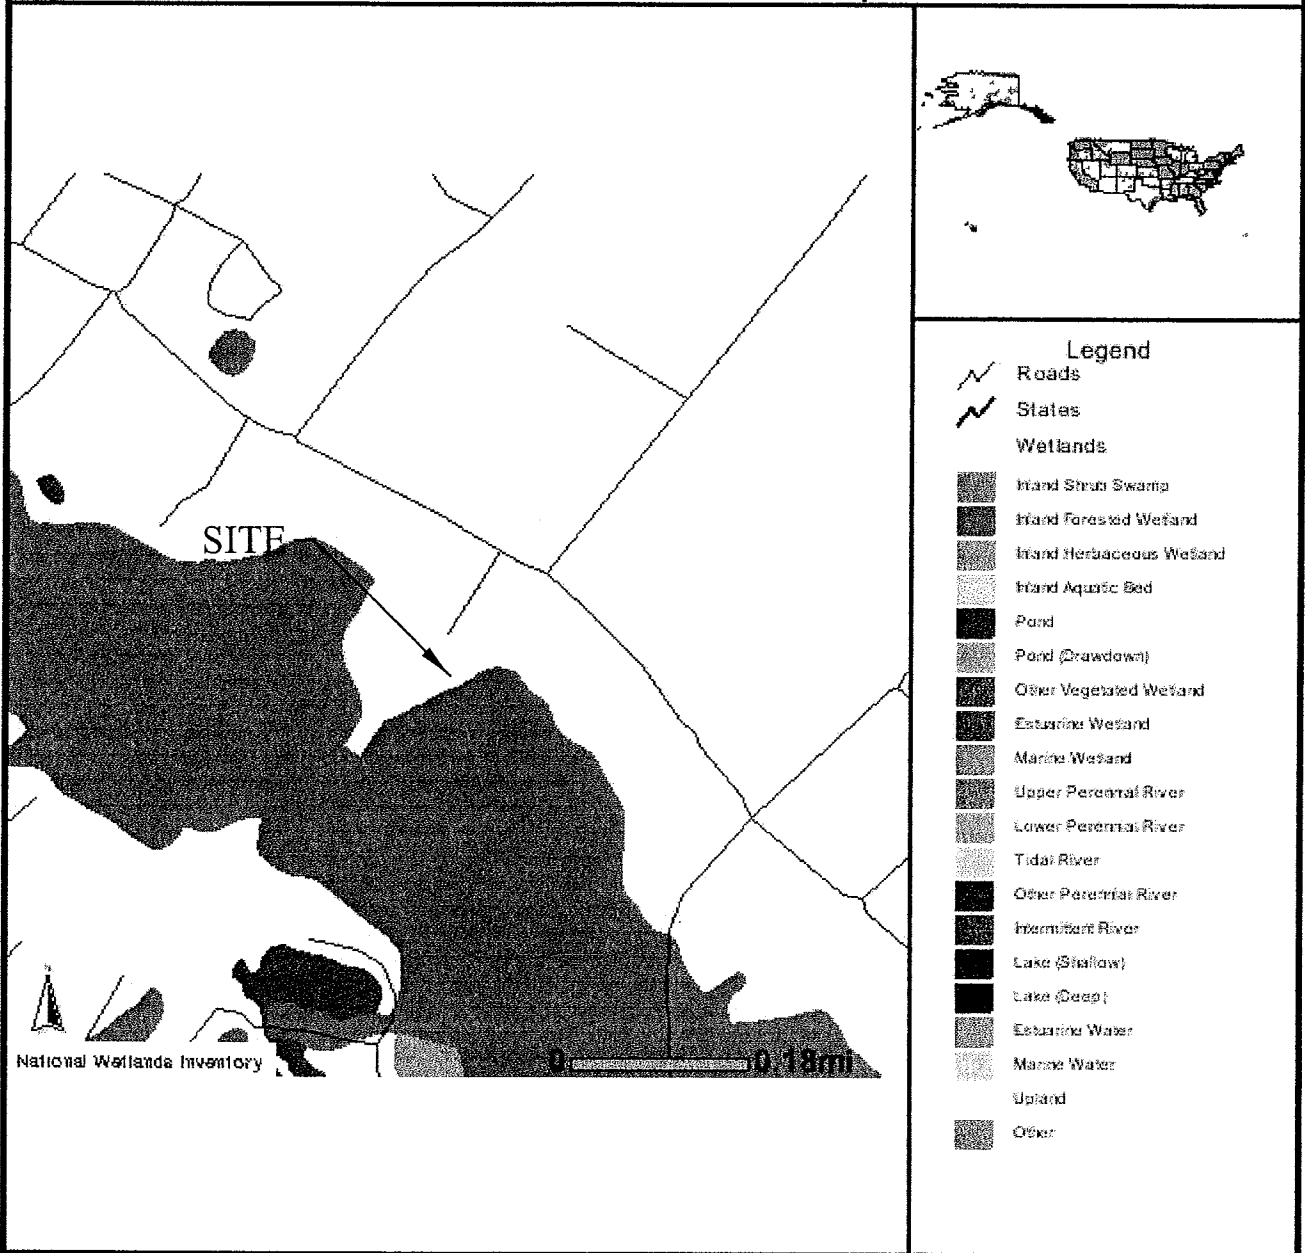 SITE
N
National Wetlands Inventory
0 0.18mi
Legend
Roads
States
Wetlands
Inland Shrub Swamp
Inland Forested Wetland
Inland Herbaceous Wetland
Inland Aquatic Bed
Pond
Pond (Drawdown)
Other Vegetated Wetland
Estuarine Wetland
Marine Wetland
Upper Perennial River
Lower Perennial River
Tidal River
Other Perennial River
Intermittent River
Lake (Shallow)
Lake (Deep)
Estuarine Water
Marine Water
Upland
Other